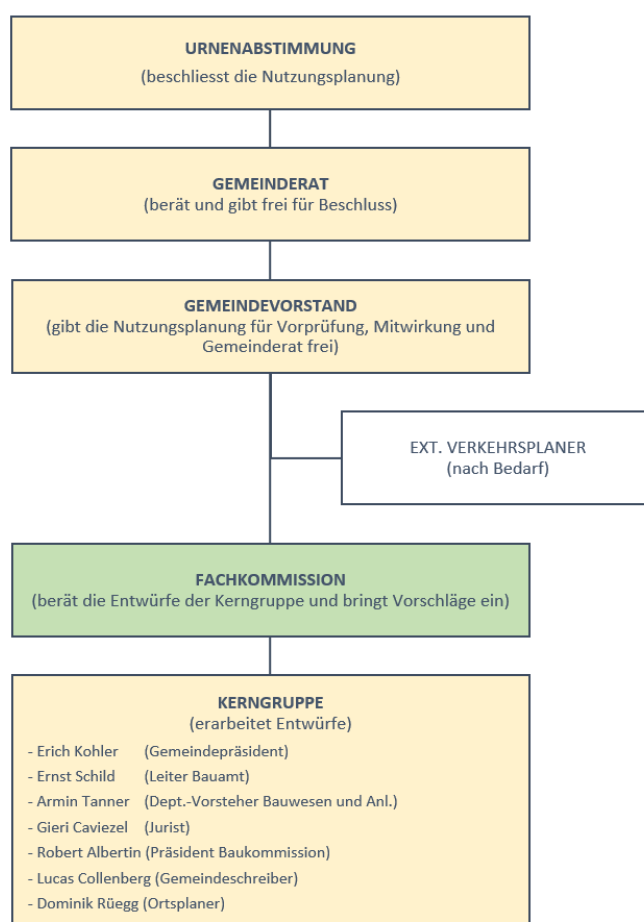 URNENABSTIMMUNG
(beschliesst die Nutzungsplanung)
GEMEINDERAT
(berät und gibt frei für Beschluss)
GEMEINDEVORSTAND
(gibt die Nutzungsplanung für Vorprüfung, Mitwirkung und
Gemeinderat frei)
EXT. VERKEHRSPLANER
(nach Bedarf)
FACHKOMMISSION
(berät die Entwürfe der Kerngruppe und bringt Vorschläge ein)
KERNGRUPPE
(erarbeitet Entwürfe)
- Erich Kohler (Gemeindepräsident)
- Ernst Schild (Leiter Bauamt)
- Armin Tanner (Dept.-Vorsteher Bauwesen und Anl.)
- Gieri Caviezel (Jurist)
- Robert Albertin (Präsident Baukommission)
- Lucas Collenberg (Gemeindeschreiber)
- Dominik Rüegg (Ortsplaner)